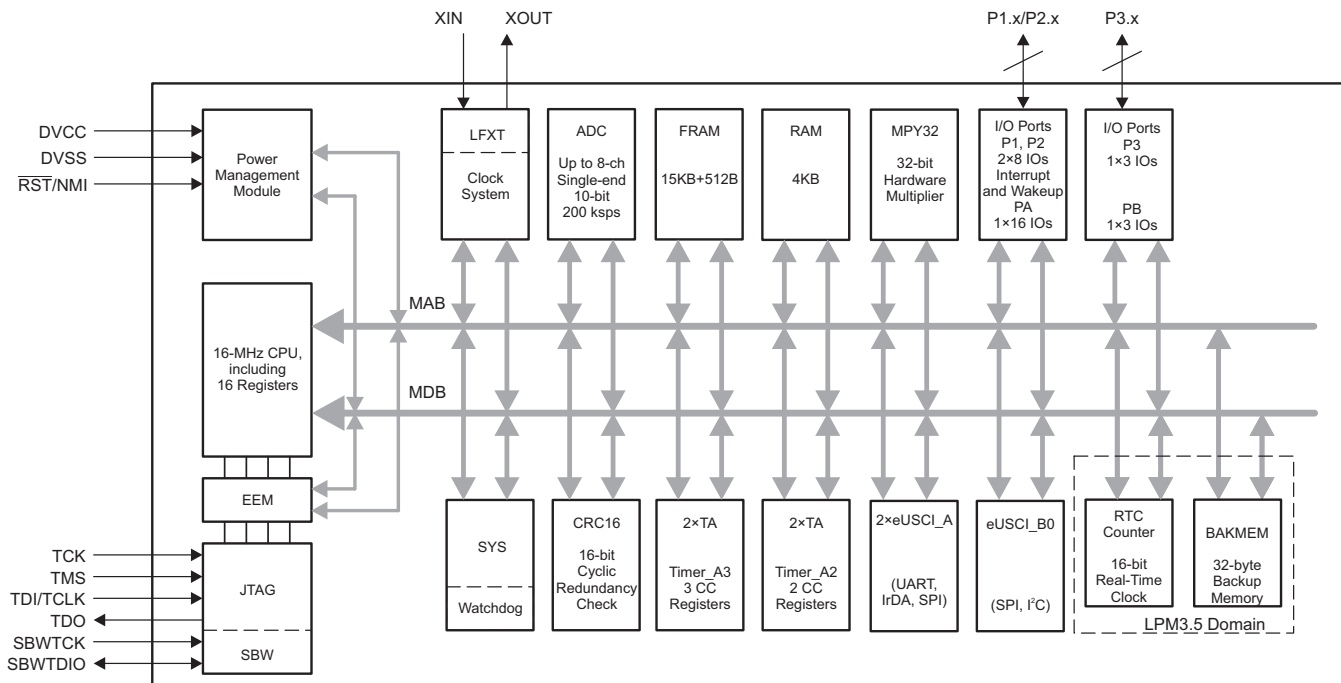 XIN
XOUT
P1.x/P2.x
P3.x
DVCC
DVSS
RST/NMI
Power
Management
Module
LFXT
Clock
System
ADC
Up to 8-ch
Single-end
10-bit
200 ksps
FRAM
15KB+512B
RAM
4KB
MPY32
32-bit
Hardware
Multiplier
I/O Ports
P1, P2
2×8 IOs
Interrupt
and Wakeup
PA
1×16 IOs
I/O Ports
P3
1×3 IOs
PB
1×3 IOs
MAB
16-MHz CPU,
including
16 Registers
MDB
EEM
TCK
TMS
TDI/TCLK
TDO
SBWTCK
SBWTDIO
JTAG
SBW
SYS
Watchdog
CRC16
16-bit
Cyclic
Redundancy
Check
2×TA
Timer_A3
3 CC
Registers
2×TA
Timer_A2
2 CC
Registers
2×eUSCI_A
(UART,
IrDA, SPI)
eUSCI_B0
(SPI, I²C)
RTC
Counter
16-bit
Real-Time
Clock
BAKMEM
32-byte
Backup
Memory
LPM3.5 Domain